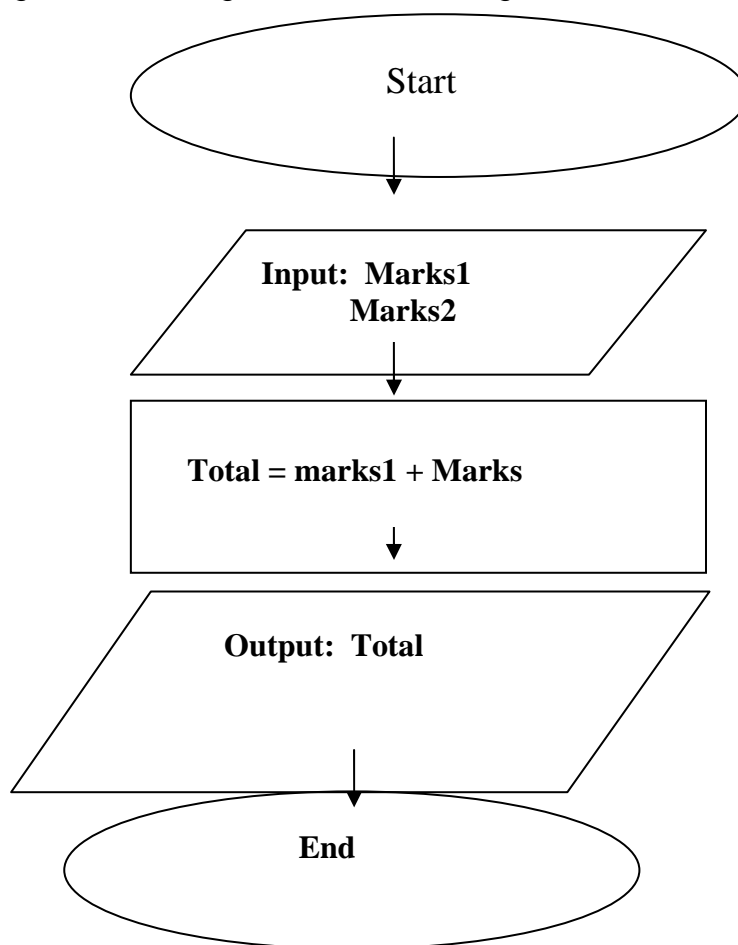 Start
Input: Marks1
Marks2
Total = marks1 + Marks
Output: Total
End